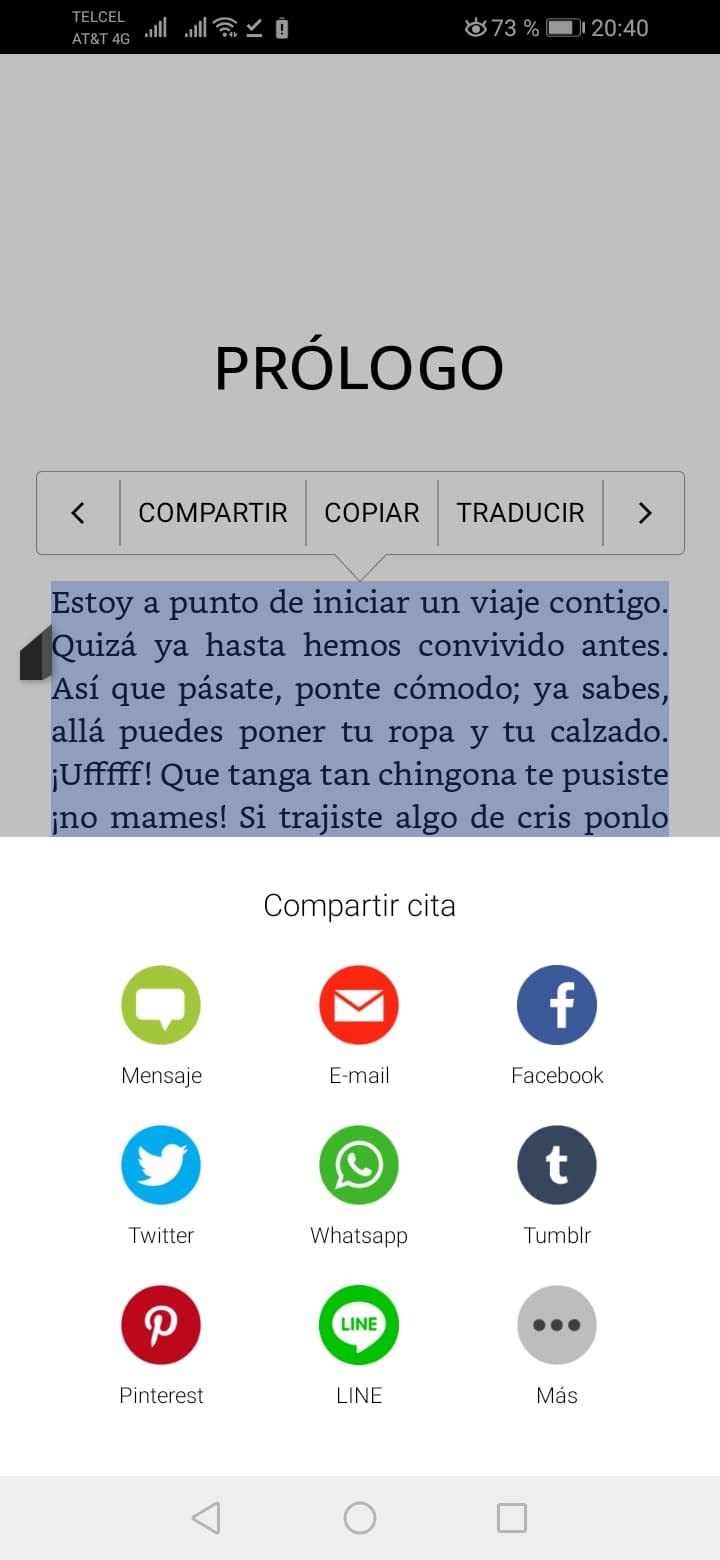 TELCEL
AT&T 4G
73 % 20:40
PRÓLOGO
COMPARTIR COPIAR TRADUCIR
Estoy a punto de iniciar un viaje contigo.
Quizá ya hasta hemos convivido antes.
Así que pásate, ponte cómodo; ya sabes,
allá puedes poner tu ropa y tu calzado.
¡Ufffff! Que tanga tan chingona te pusiste
¡no mames! Si trajiste algo de cris ponlo
Compartir cita
Mensaje E-mail Facebook
Twitter Whatsapp Tumblr
LINE
Pinterest LINE Más